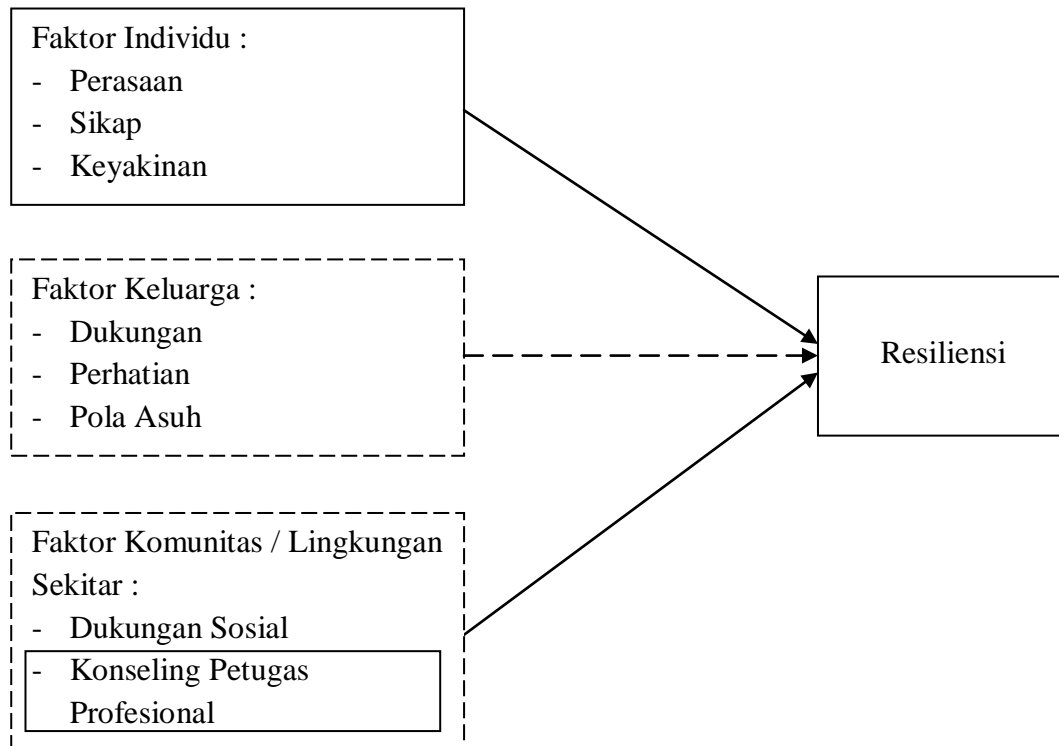 Faktor Individu :
- Perasaan
- Sikap
- Keyakinan
Faktor Keluarga :
- Dukungan
- Perhatian
- Pola Asuh
Resiliensi
Faktor Komunitas / Lingkungan
Sekitar :
- Dukungan Sosial
- Konseling Petugas
Profesional